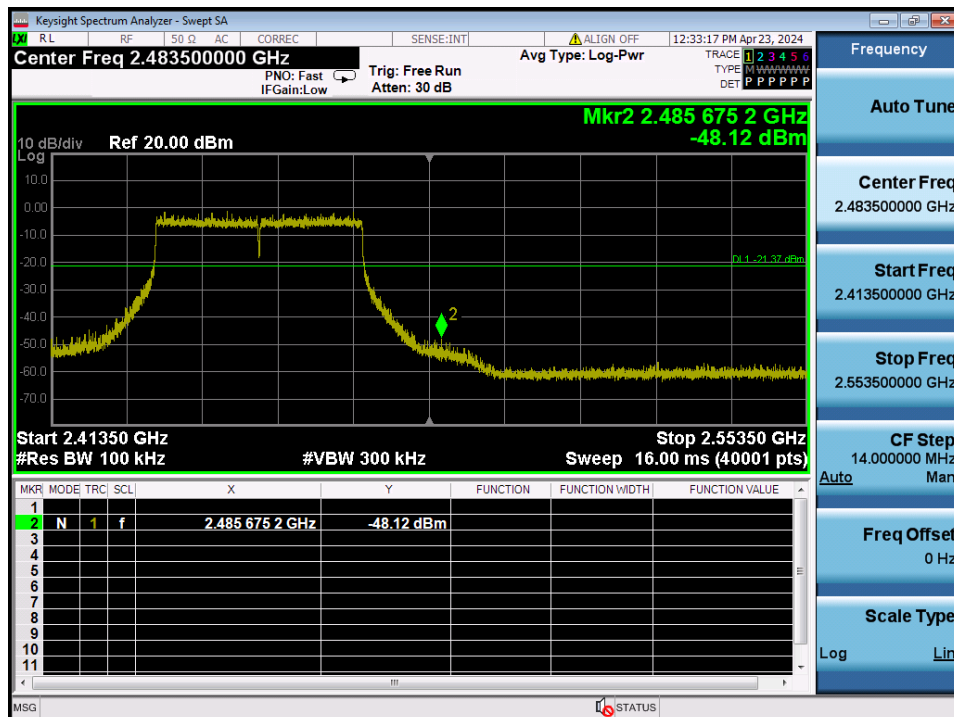 Keysight Spectrum Analyzer - Swept SA
LXI RL RF 50 Ω AC CORREC SENSE:INT ALIGN OFF 12:33:17 PM Apr 23, 2024
Center Freq 2.483500000 GHz
PNO: Fast
IFGain:Low
Trig: Free Run
Atten: 30 dB
Avg Type: Log-Pwr
TRACE 1 2 3 4 5 6
TYPE M W W W W W
DET P P P P P P
Mkr2 2.485 675 2 GHz
-48.12 dBm
10 dB/div
Log
Ref 20.00 dBm
10.0
0.00
-10.0
-20.0
-30.0
-40.0
-50.0
-60.0
-70.0
DL1 -21.37 dBm
2
Start 2.41350 GHz
Stop 2.55350 GHz
#Res BW 100 kHz
#VBW 300 kHz
Sweep 16.00 ms (40001 pts)
MKR MODE TRC SCL X Y FUNCTION FUNCTION WIDTH FUNCTION VALUE
1
2 N 1 f 2.485 675 2 GHz -48.12 dBm
3
4
5
6
7
8
9
10
11
MSG
STATUS
Frequency
Auto Tune
Center Freq
2.483500000 GHz
Start Freq
2.413500000 GHz
Stop Freq
2.553500000 GHz
CF Step
14.000000 MHz
Auto Man
Freq Offset
0 Hz
Scale Type
Log Lin